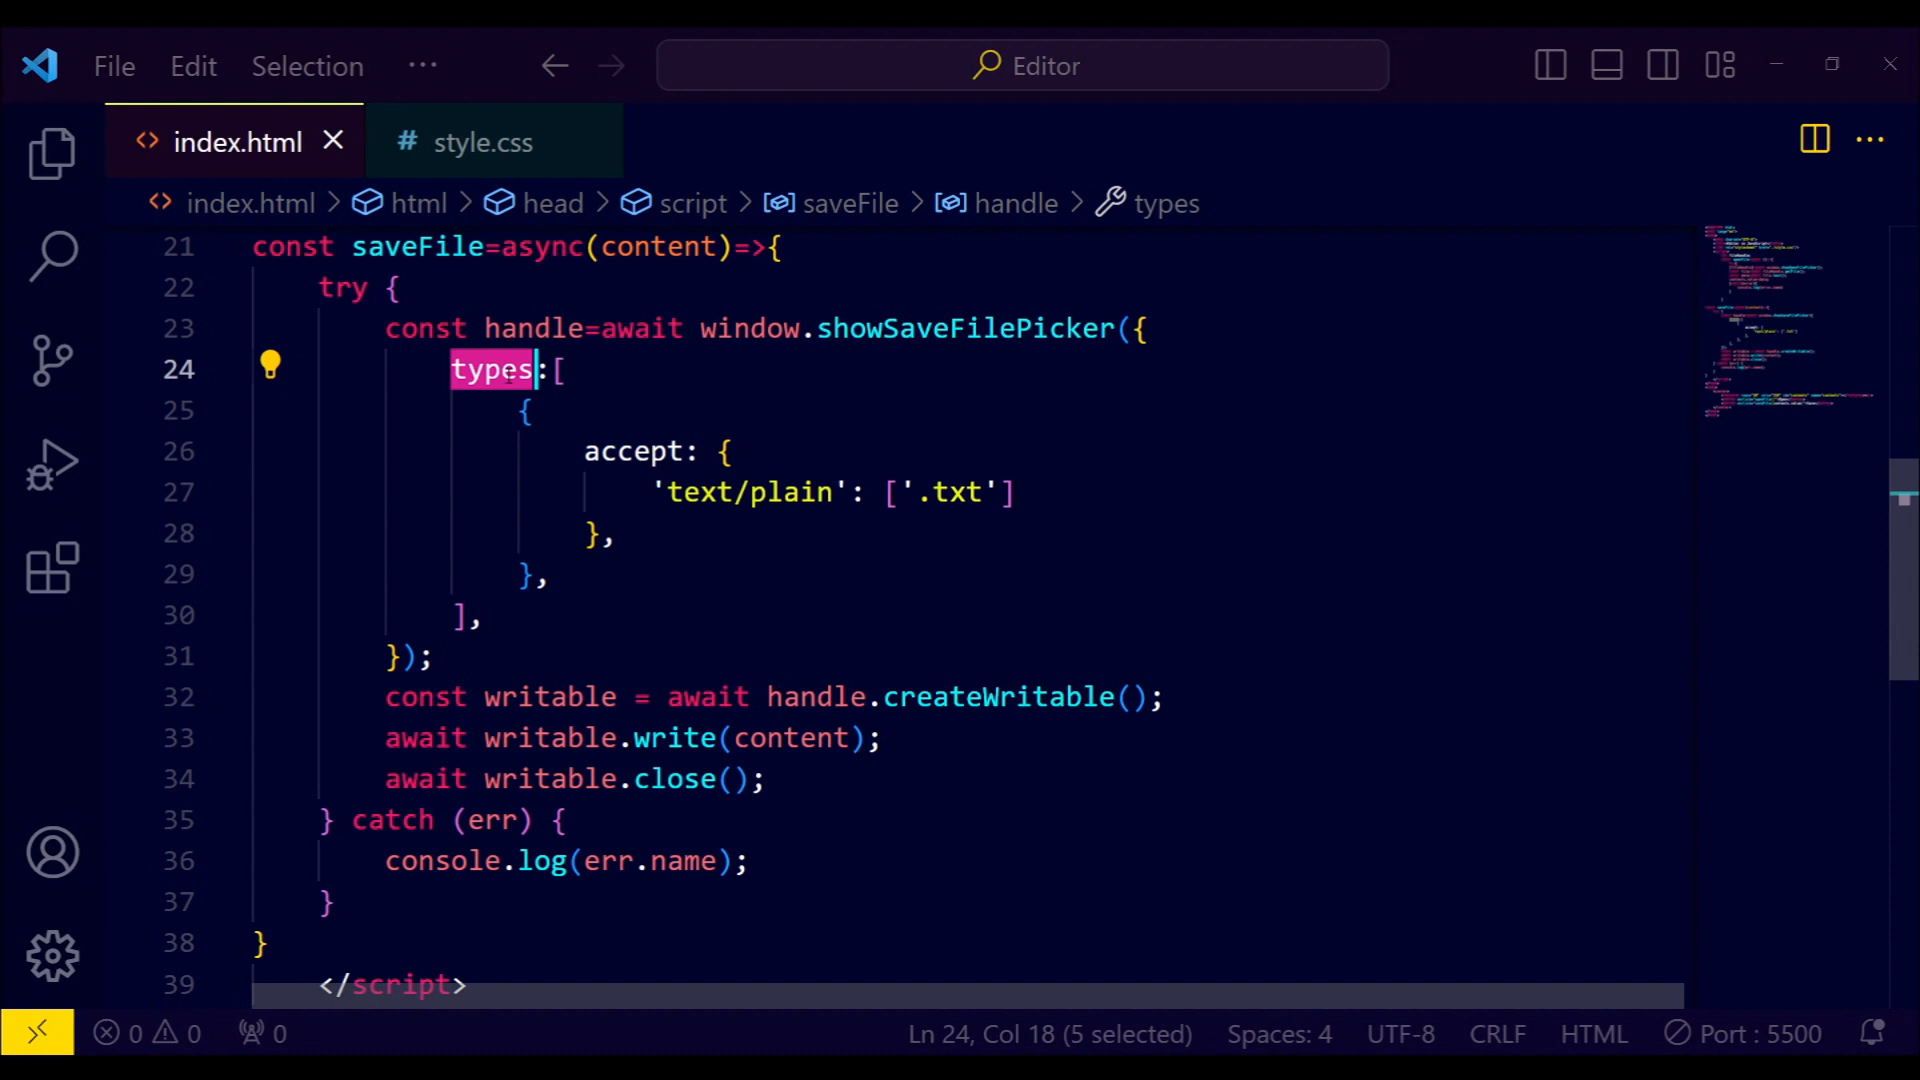 File Edit Selection ··· Editor
index.html style.css
index.html > html > head > script > saveFile > handle > types
21 const saveFile=async(content)=>{
22 try {
23 const handle=await window.showSaveFilePicker({
24 types:[
25 {
26 accept: {
27 'text/plain': ['.txt']
28 },
29 },
30 ],
31 });
32 const writable = await handle.createWritable();
33 await writable.write(content);
34 await writable.close();
35 } catch (err) {
36 console.log(err.name);
37 }
38 }
39 </script>
0 0 0 Ln 24, Col 18 (5 selected) Spaces: 4 UTF-8 CRLF HTML Port : 5500